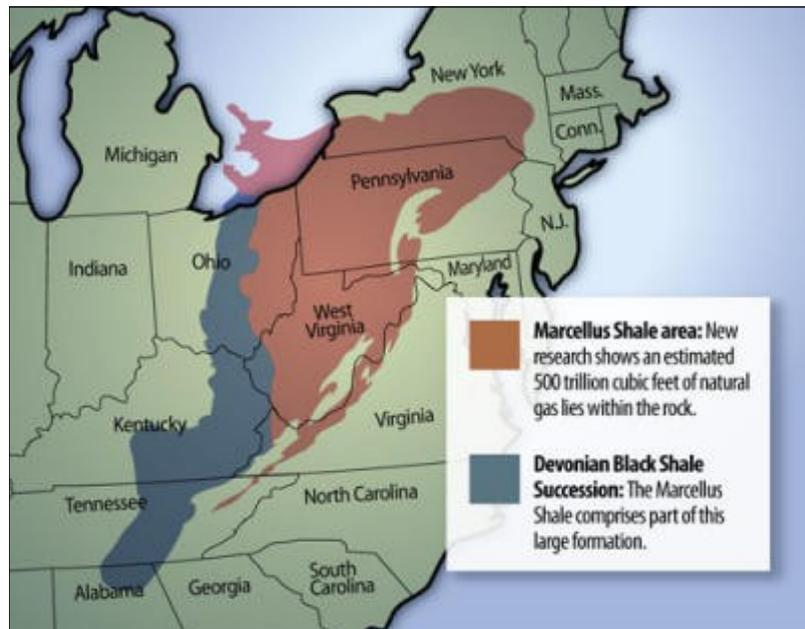 New York
Mass.
Conn.
Michigan
Pennsylvania
N.J.
Ohio
Indiana
Maryland
West
Virginia
Marcellus Shale area: New
research shows an estimated
500 trillion cubic feet of natural
gas lies within the rock.
Virginia
Kentucky
Devonian Black Shale
Succession: The Marcellus
Shale comprises part of this
large formation.
North Carolina
Tennessee
South
Carolina
Alabama
Georgia